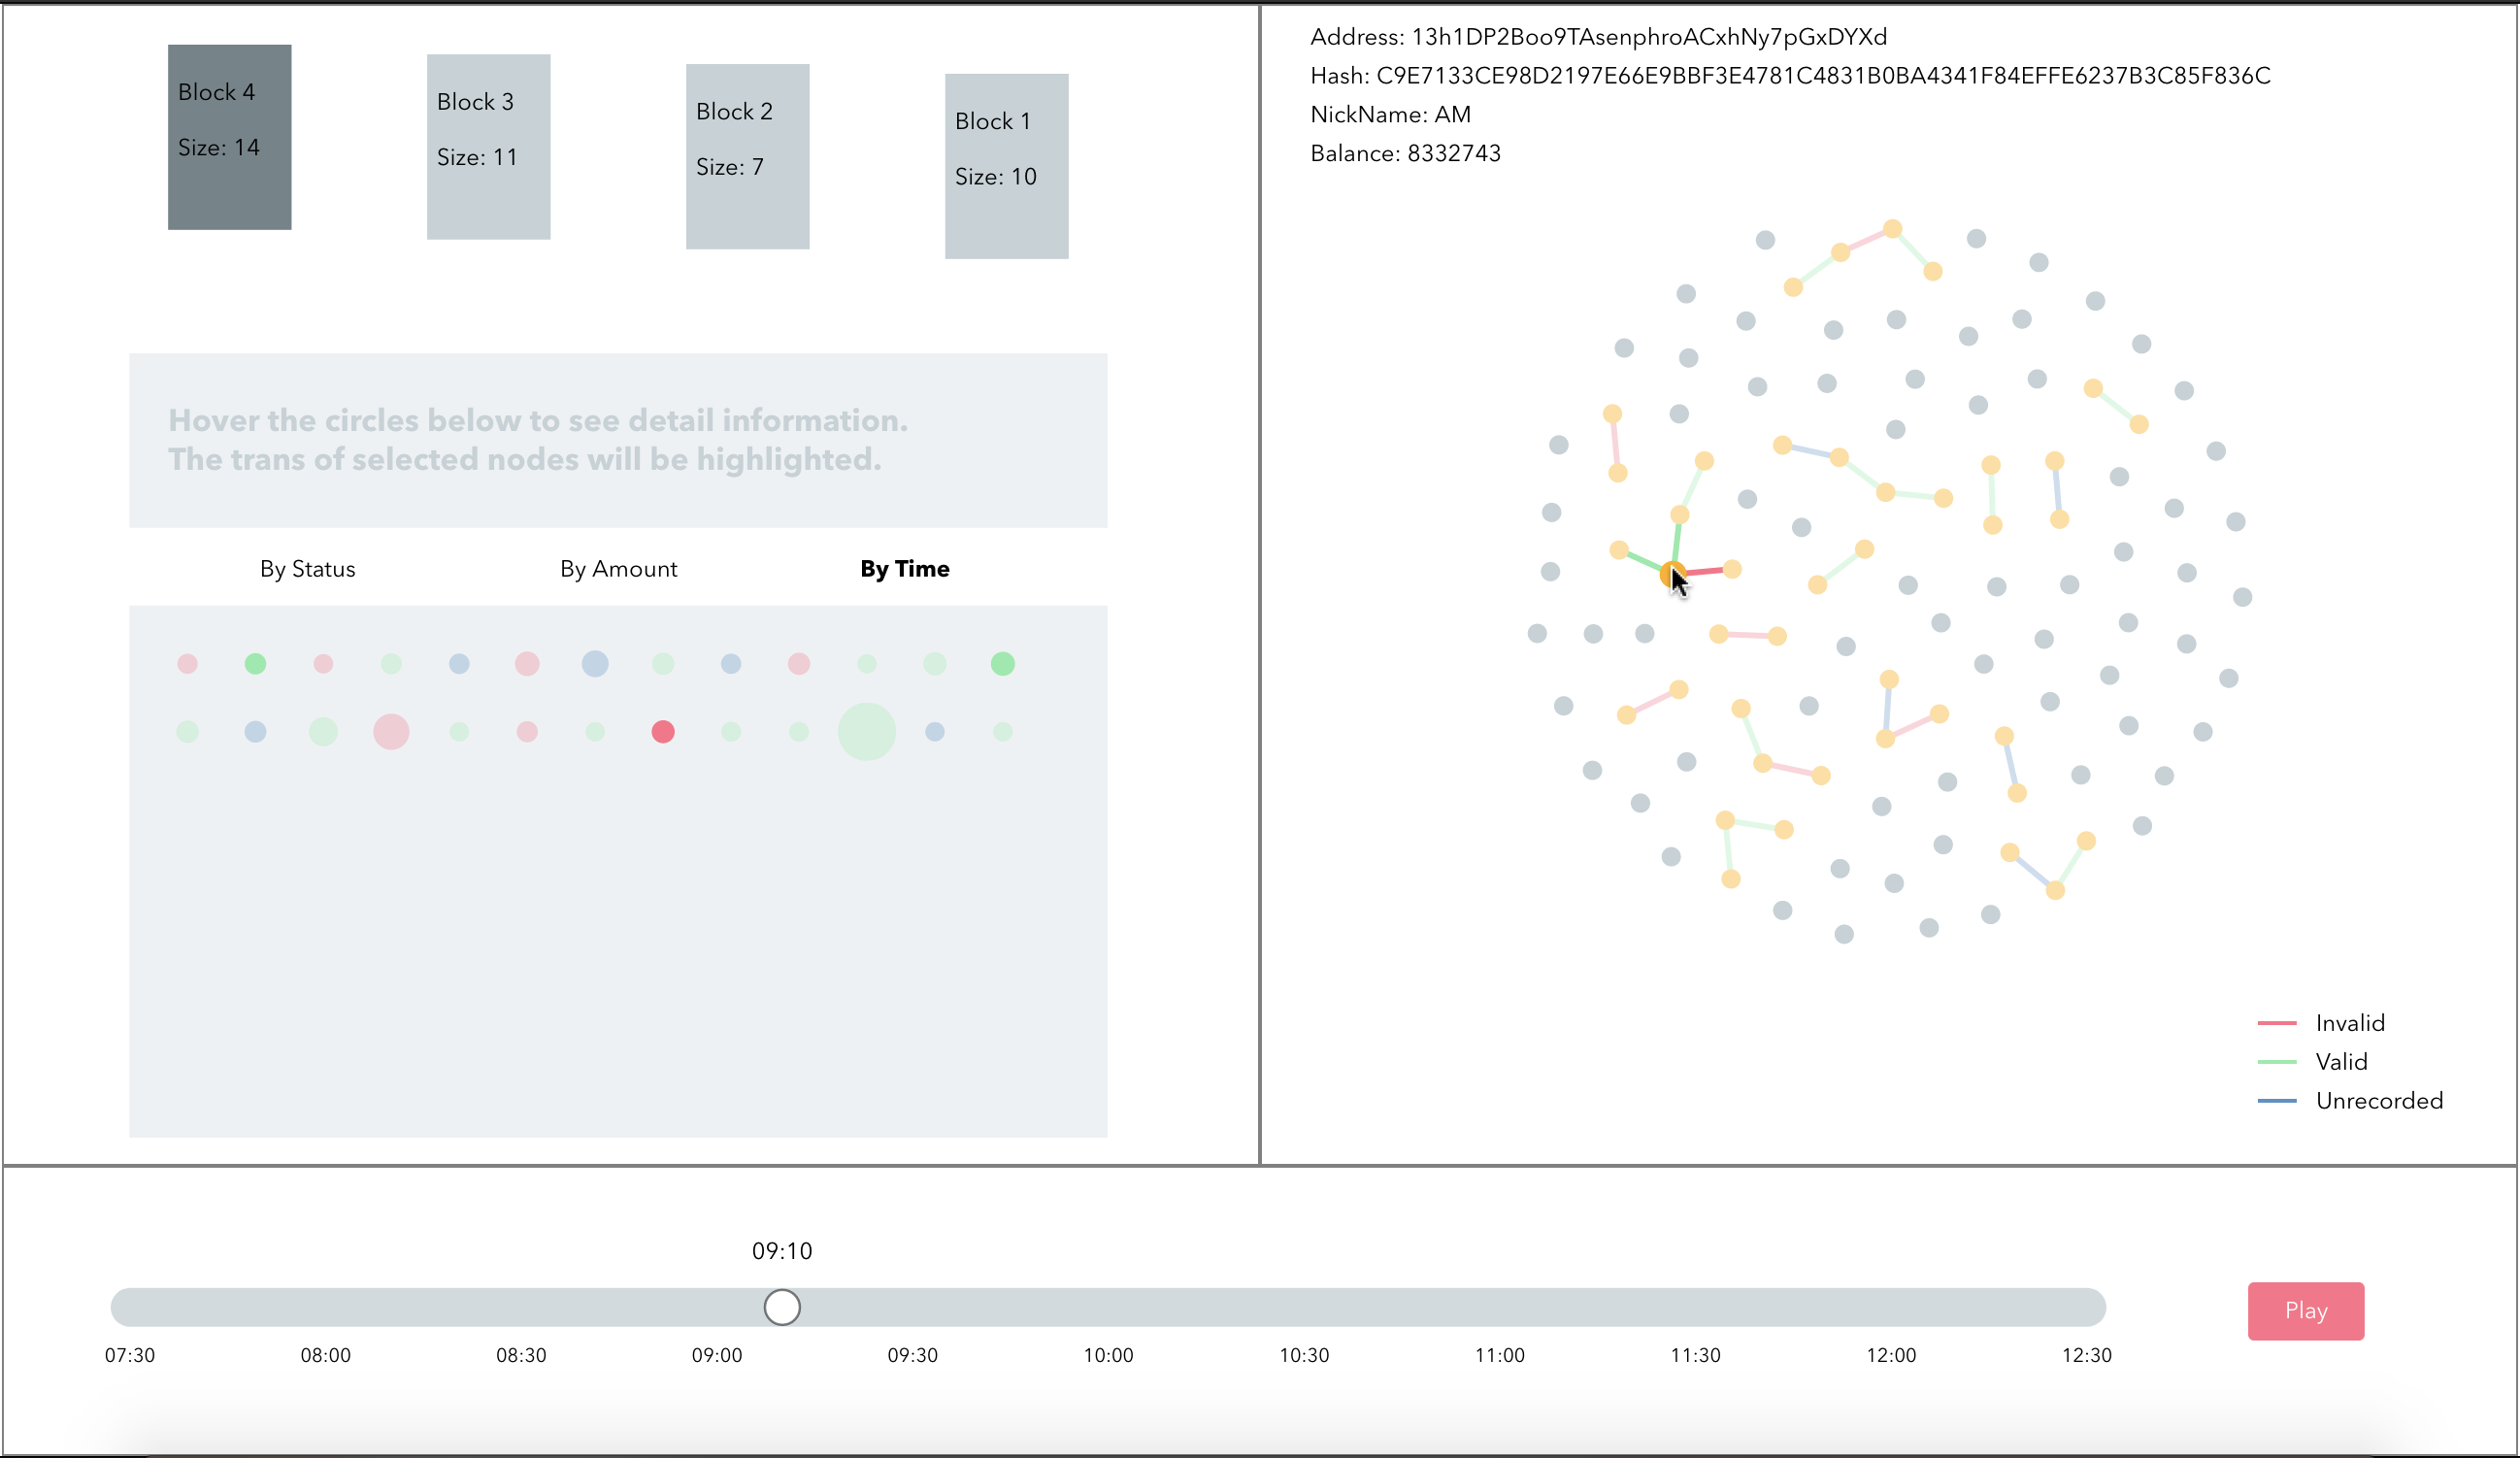 Block 4
Size: 14
Block 3
Size: 11
Block 2
Size: 7
Block 1
Size: 10
Hover the circles below to see detail information.
The trans of selected nodes will be highlighted.
By Status
By Amount
By Time
Address: 13h1DP2Boo9TAsenphroACxhNy7pGxDYXd
Hash: C9E7133CE98D2197E66E9BBF3E4781C4831B0BA4341F84EFFE6237B3C85F836C
NickName: AM
Balance: 8332743
Invalid
Valid
Unrecorded
09:10
07:30 08:00 08:30 09:00 09:30 10:00 10:30 11:00 11:30 12:00 12:30
Play